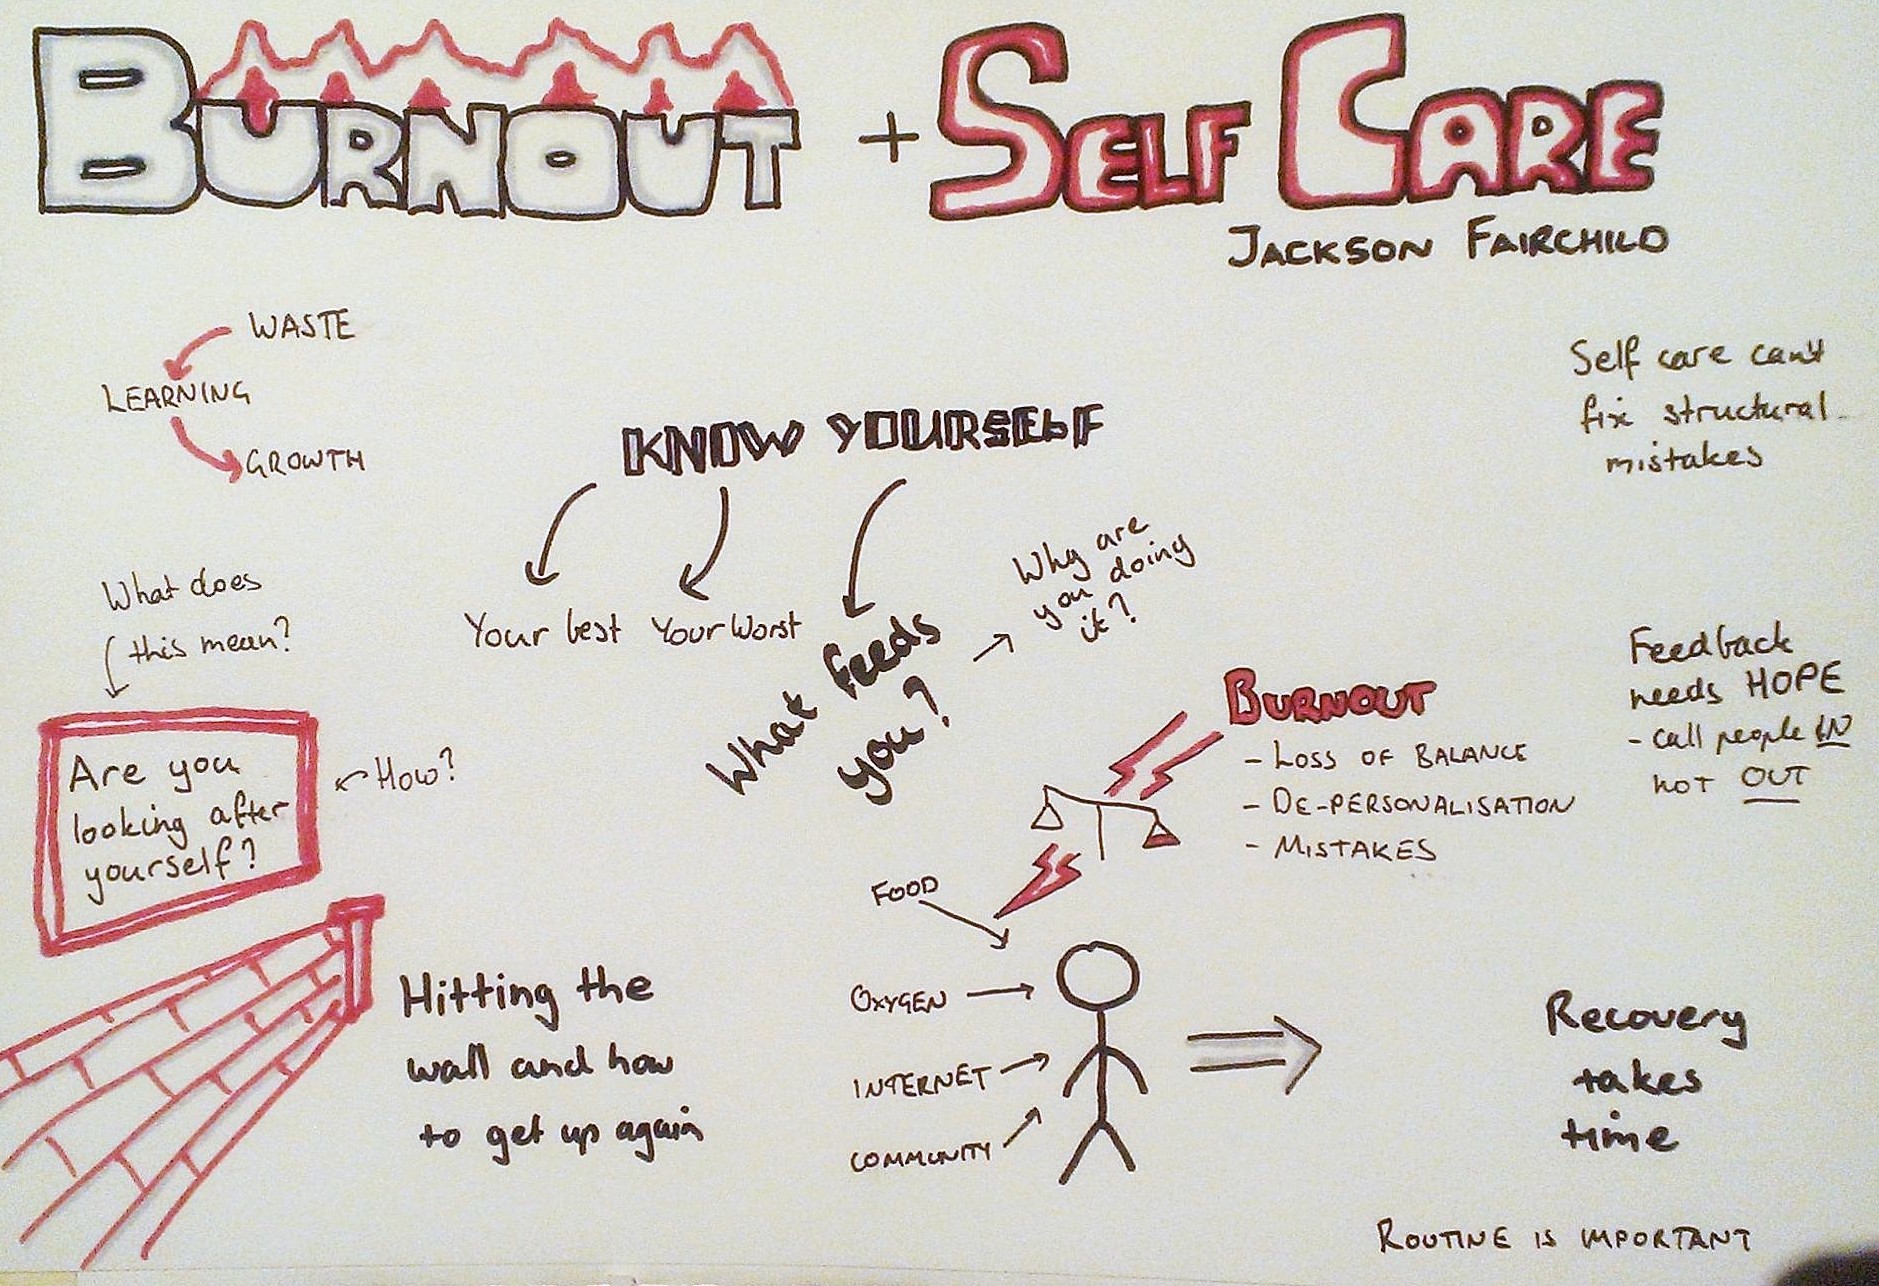 BURNOUT + SELF CARE
JACKSON FAIRCHILD
WASTE
LEARNING
GROWTH
KNOW YOURSELF
Your best
Your Worst
What feeds
you?
Why are
you doing
it?
Self care can't
fix structural
mistakes
What does
this mean?
Are you
looking after
yourself?
How?
BURNOUT
- LOSS OF BALANCE
- DE-PERSONALISATION
- MISTAKES
Feedback
needs HOPE
- call people IN
not OUT
Hitting the
wall and how
to get up again
FOOD
OXYGEN
INTERNET
COMMUNITY
Recovery
takes
time
ROUTINE IS IMPORTANT